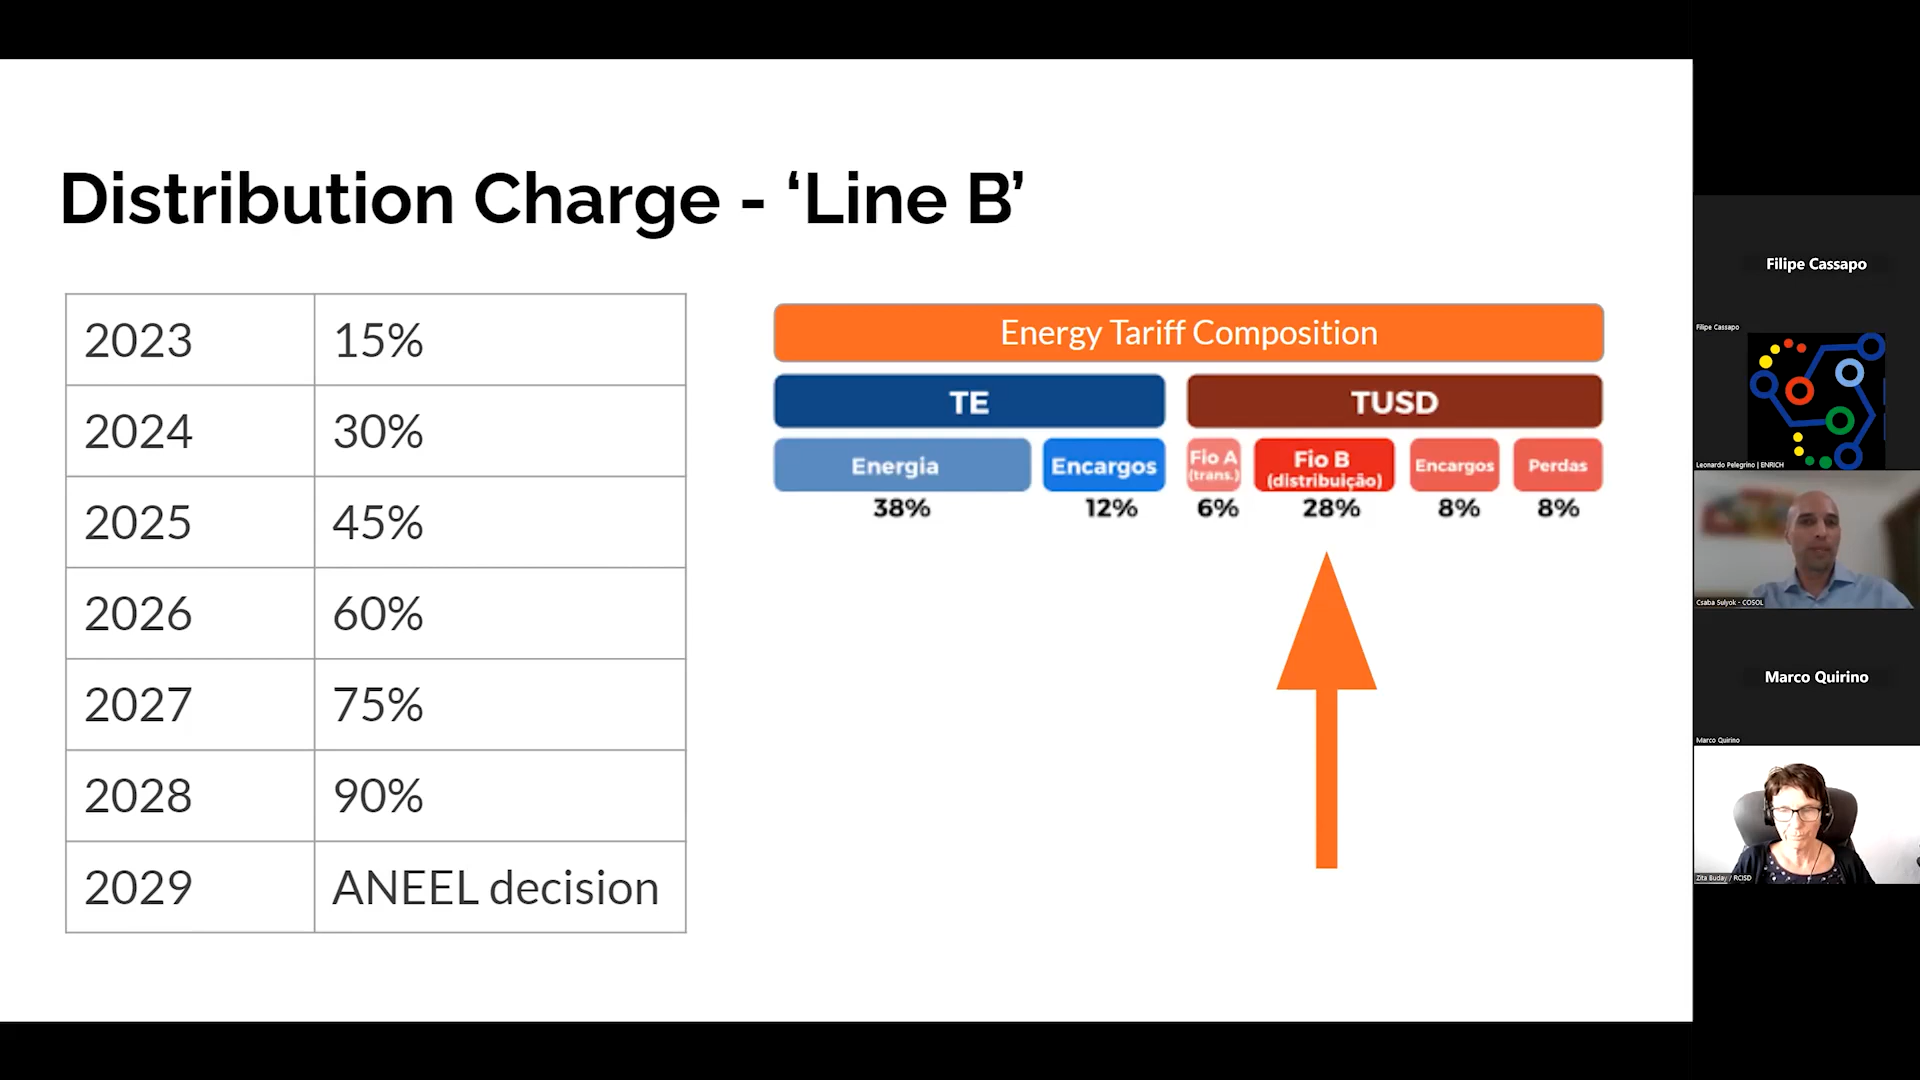 Distribution Charge - ‘Line B’
2023 15%
2024 30%
2025 45%
2026 60%
2027 75%
2028 90%
2029 ANEEL decision
Energy Tariff Composition
TE TUSD
Energia Encargos Fio A (trans.) Fio B (distribuição) Encargos Perdas
38% 12% 6% 28% 8% 8%
Filipe Cassapo
Filipe Cassapo
Leonardo Pelegrino | ENRICH
Csaba Sulyok - COSOL
Marco Quirino
Marco Quirino
Zita Buday / RCISD